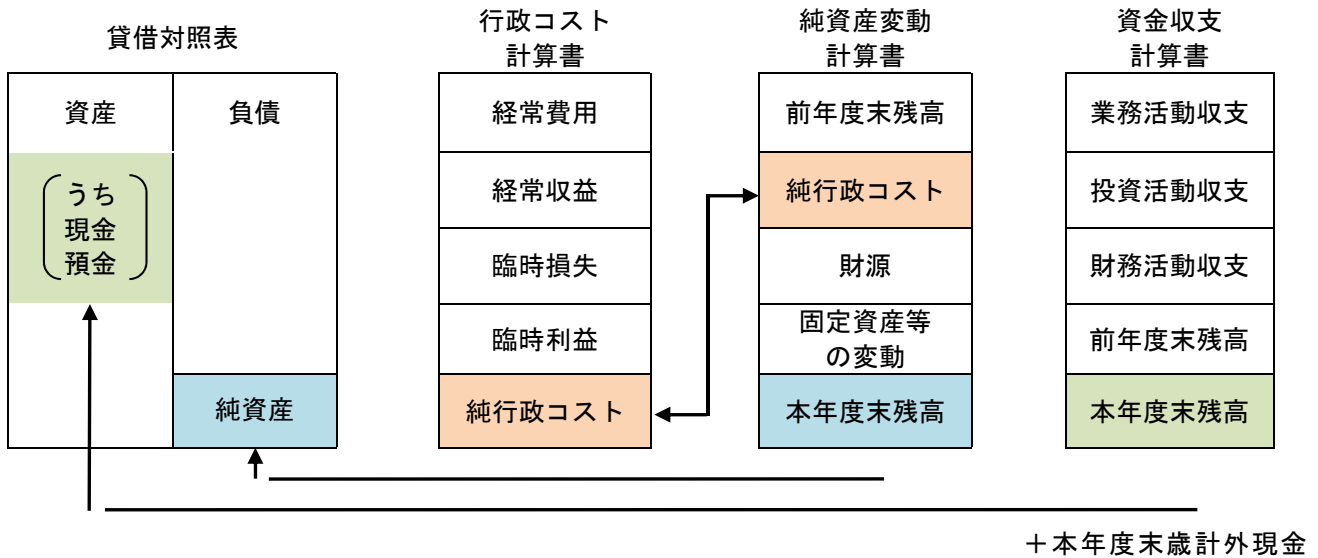 貸借対照表
資産
負債
うち
現金
預金
純資産
行政コスト
計算書
経常費用
経常収益
臨時損失
臨時利益
純行政コスト
純資産変動
計算書
前年度末残高
純行政コスト
財源
固定資産等
の変動
本年度末残高
資金収支
計算書
業務活動収支
投資活動収支
財務活動収支
前年度末残高
本年度末残高
＋本年度末歳計外現金